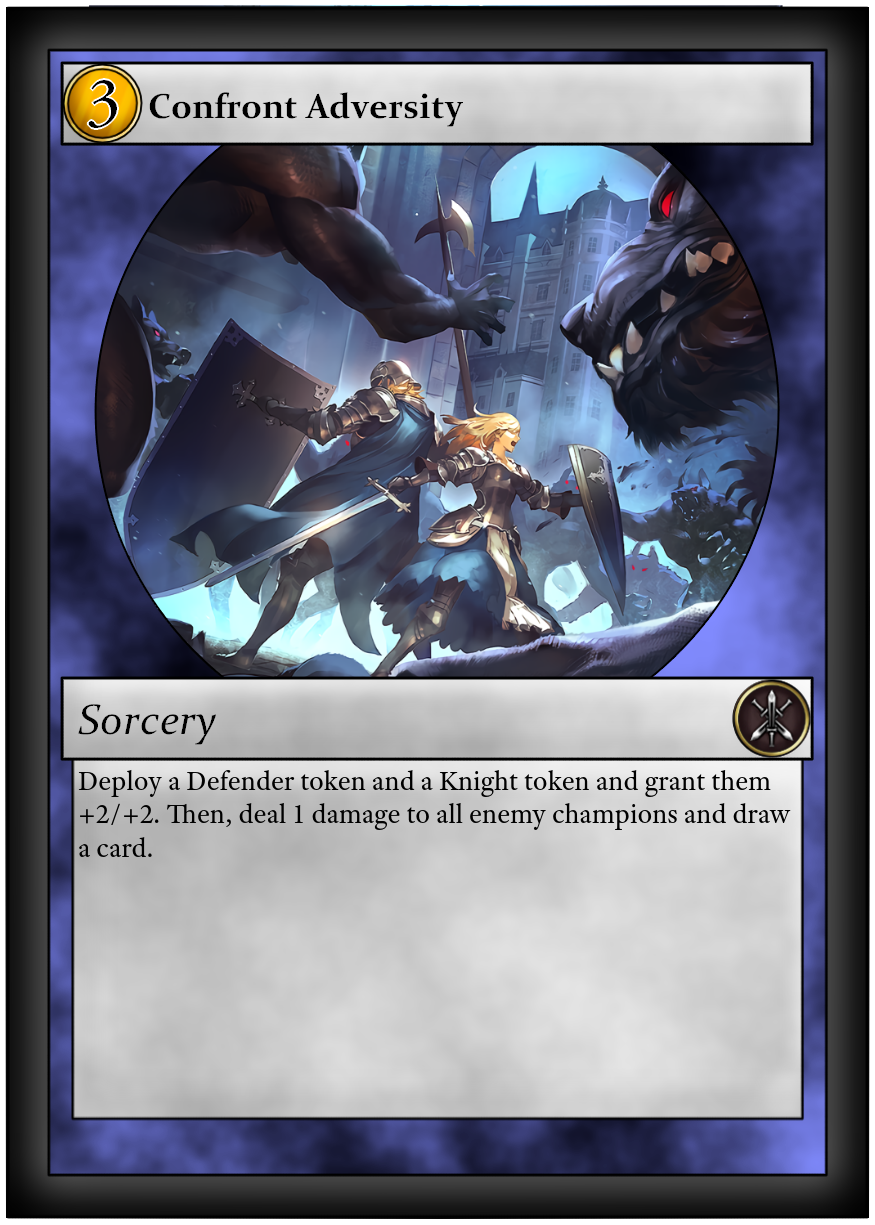 3 Confront Adversity
Sorcery
Deploy a Defender token and a Knight token and grant them
+2/+2. Then, deal 1 damage to all enemy champions and draw
a card.